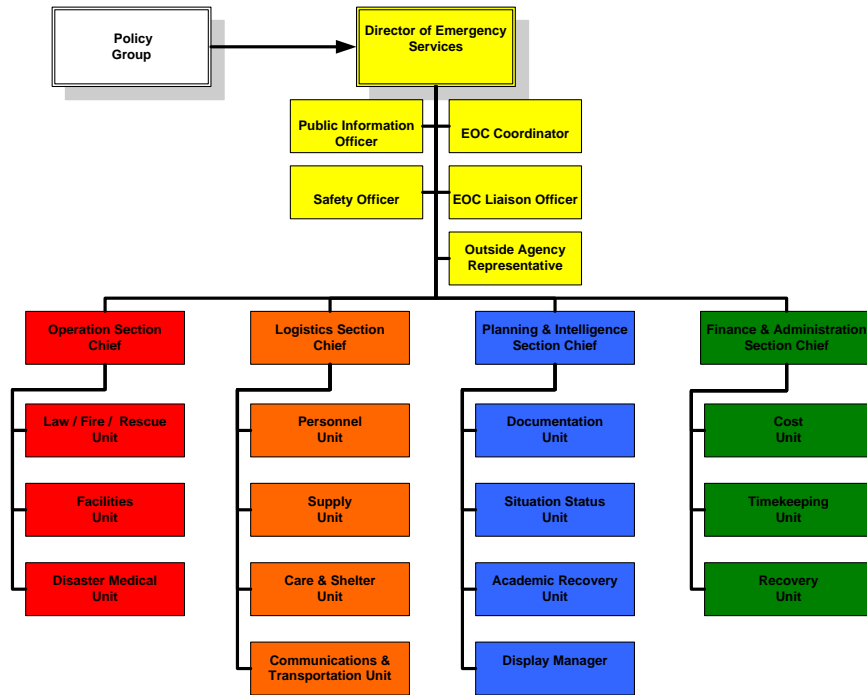 Policy
Group
Director of Emergency
Services
Public Information
Officer
EOC Coordinator
Safety Officer
EOC Liaison Officer
Outside Agency
Representative
Operation Section
Chief
Logistics Section
Chief
Planning & Intelligence
Section Chief
Finance & Administration
Section Chief
Law / Fire / Rescue
Unit
Personnel
Unit
Documentation
Unit
Cost
Unit
Facilities
Unit
Supply
Unit
Situation Status
Unit
Timekeeping
Unit
Disaster Medical
Unit
Care & Shelter
Unit
Academic Recovery
Unit
Recovery
Unit
Communications &
Transportation Unit
Display Manager